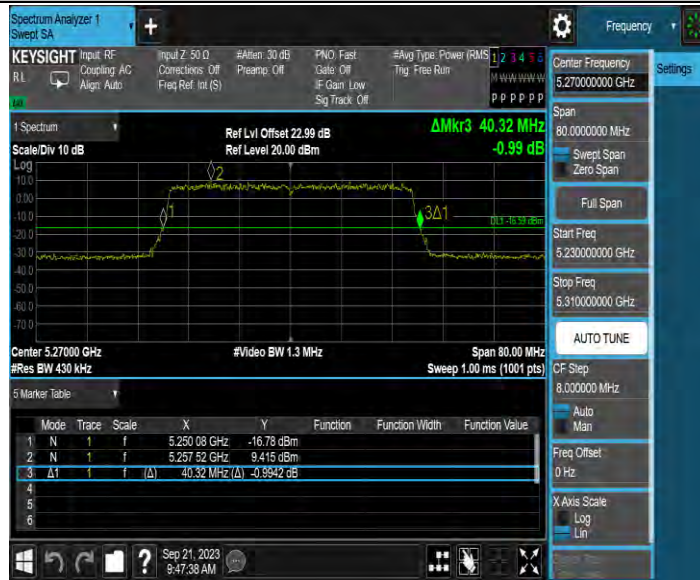 Spectrum Analyzer 1
Swept SA
+
Frequency
KEYSIGHT
RL
Input: RF
Coupling: AC
Align: Auto
Input Z: 50 Ω
Corrections: Off
Freq Ref: Int (S)
#Atten: 30 dB
Preamp: Off
PNO: Fast
Gate: Off
IF Gain: Low
Sig Track: Off
#Avg Type: Power (RMS
Trig: Free Run
1 2 3 4 5 6
M W W W W W
P P P P P P
1 Spectrum
Scale/Div 10 dB
Ref Lvl Offset 22.99 dB
Ref Level 20.00 dBm
ΔMkr3 40.32 MHz
-0.99 dB
Log
10.0
0.00
-10.0
-20.0
-30.0
-40.0
-50.0
-60.0
-70.0
1
2
3Δ1
DL1 -16.59 dBm
Center 5.27000 GHz
#Video BW 1.3 MHz
Span 80.00 MHz
#Res BW 430 kHz
Sweep 1.00 ms (1001 pts)
5 Marker Table
Mode Trace Scale X Y Function Function Width Function Value
1 N 1 f 5.250 08 GHz -16.78 dBm
2 N 1 f 5.257 52 GHz 9.415 dBm
3 Δ1 1 f (Δ) 40.32 MHz (Δ) -0.9942 dB
4
5
6
?
Sep 21, 2023
9:47:38 AM
Center Frequency
5.270000000 GHz
Settings
Span
80.0000000 MHz
Swept Span
Zero Span
Full Span
Start Freq
5.230000000 GHz
Stop Freq
5.310000000 GHz
AUTO TUNE
CF Step
8.000000 MHz
Auto
Man
Freq Offset
0 Hz
X Axis Scale
Log
Lin